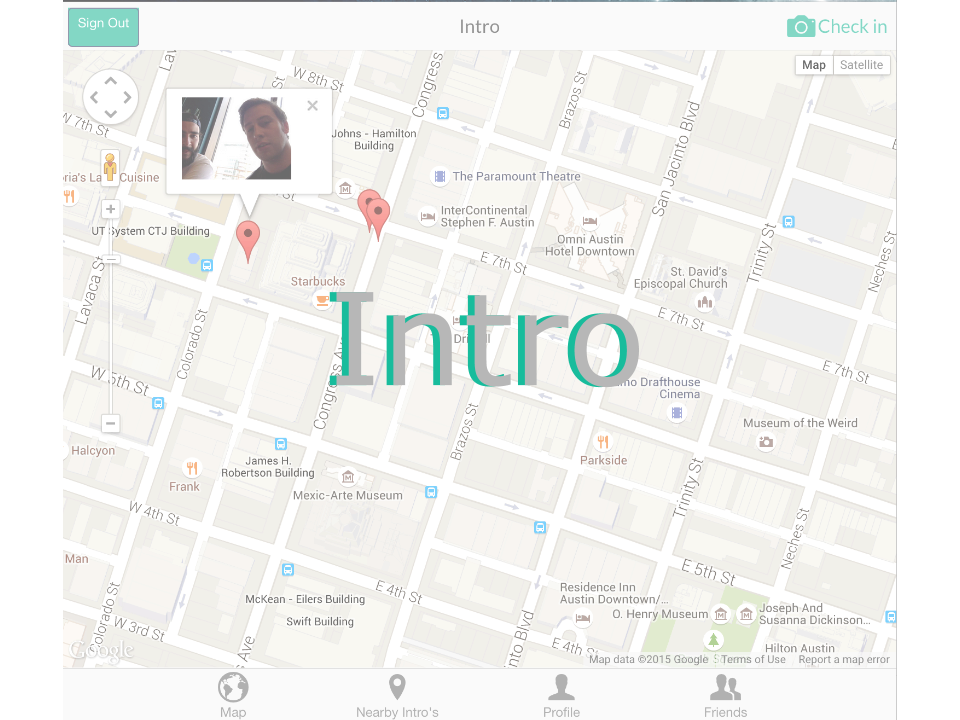 Sign Out
Intro
Check in
Map
Satellite
W 8th St
Congress
Brazos St
San Jacinto Blvd
W 7th St
Johns - Hamilton
Building
The Paramount Theatre
oria's La
Cuisine
InterContinental
Stephen F. Austin
UT System CTJ Building
Omni Austin
Hotel Downtown
Trinity St
Neches St
E 7th St
St. David's
Episcopal Church
Lavaca St
Starbucks
Intro
Colorado St
Congress Ave
E 7th St
E 7th St
W 5th St
mo Drafthouse
Cinema
Brazos St
Museum of the Weird
Halcyon
James H.
Robertson Building
Parkside
Frank
Mexic-Arte Museum
Trinity St
W 4th St
Neches St
Man
E 5th St
Colorado St
McKean - Eilers Building
E 4th St
Residence Inn
Austin Downtown/...
O. Henry Museum
Joseph And
Susanna Dickinson...
Swift Building
W 3rd St
ss Ave
into Blvd
E 4th St
Hilton Austin
Google
Map data ©2015 Google
Terms of Use
Report a map error
Map
Nearby Intro's
Profile
Friends